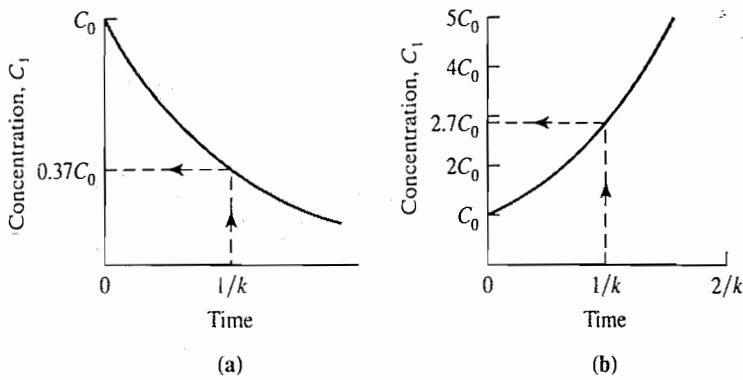 C₀
Concentration, C₁
0.37C₀
0
1/k
Time
(a)
5C₀
4C₀
Concentration, C₁
2.7C₀
2C₀
C₀
0
1/k
2/k
Time
(b)